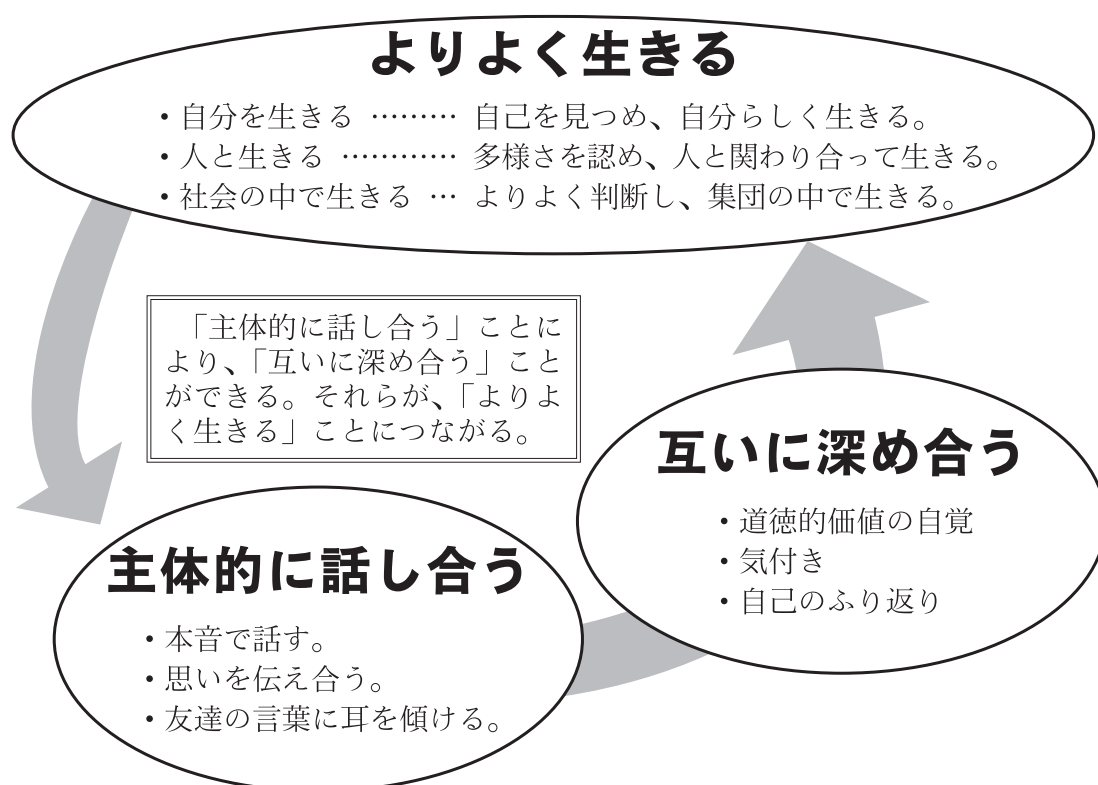 よりよく生きる
・自分を生きる ……… 自己を見つめ、自分らしく生きる。
・人と生きる ………… 多様さを認め、人と関わり合って生きる。
・社会の中で生きる … よりよく判断し、集団の中で生きる。
「主体的に話し合う」ことに
より、「互いに深め合う」こと
ができる。それらが、「よりよ
く生きる」ことにつながる。
互いに深め合う
・道徳的価値の自覚
・気付き
・自己のふり返り
主体的に話し合う
・本音で話す。
・思いを伝え合う。
・友達の言葉に耳を傾ける。